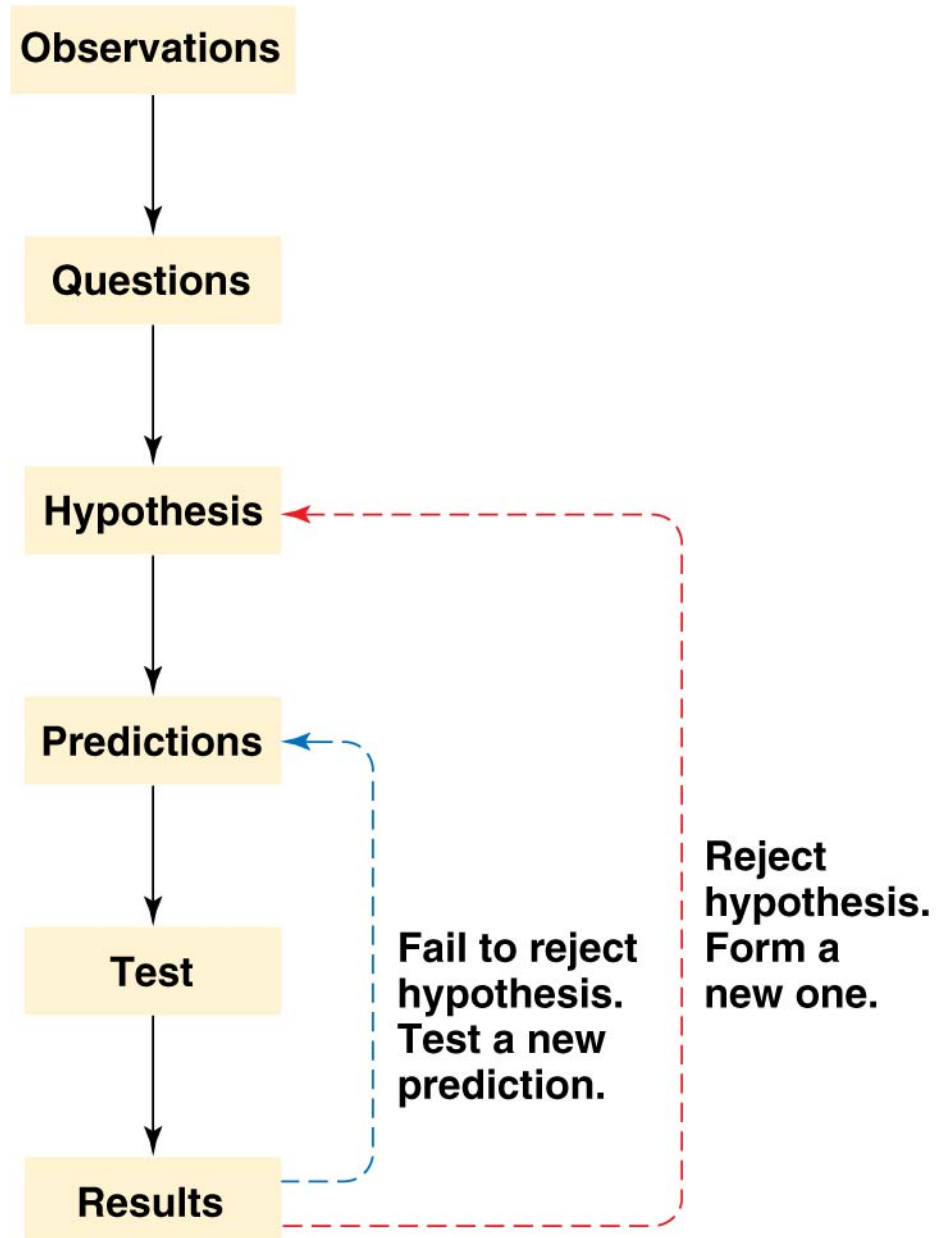 Observations
Questions
Hypothesis
Predictions
Test
Results
Fail to reject
hypothesis.
Test a new
prediction.
Reject
hypothesis.
Form a
new one.